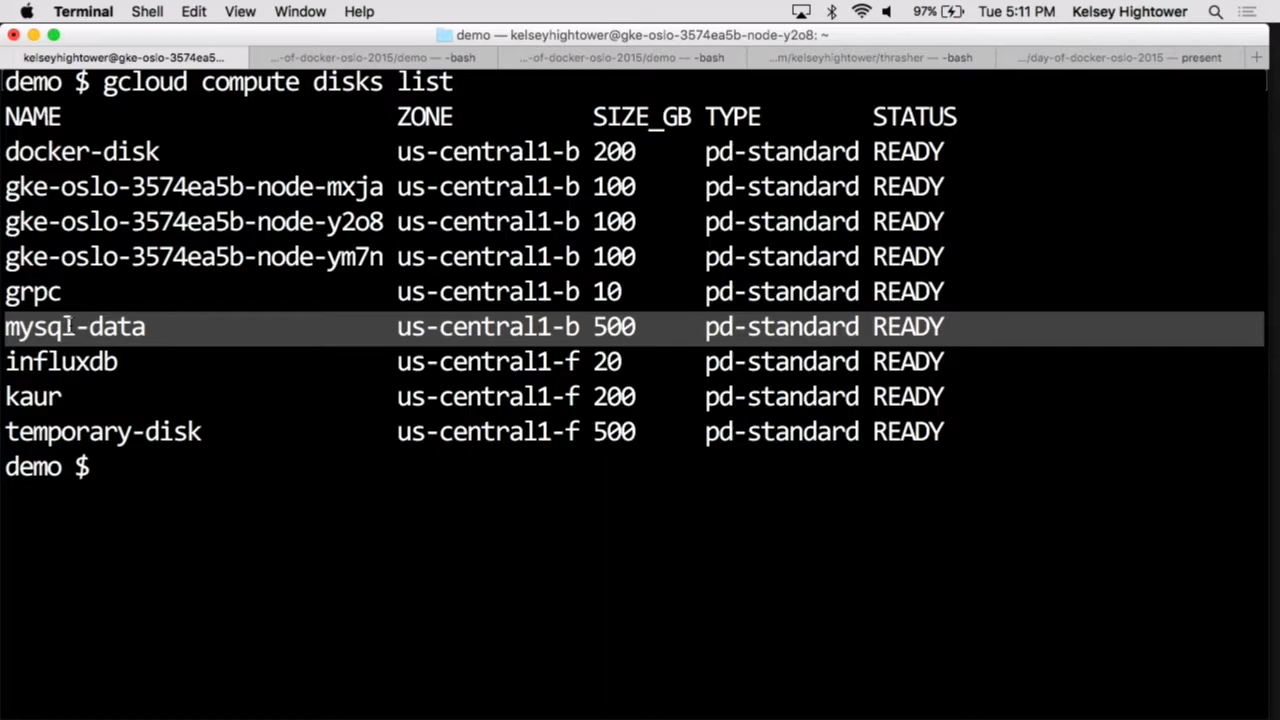 Terminal Shell Edit View Window Help 97% Tue 5:11 PM Kelsey Hightower
demo — kelseyhightower@gke-oslo-3574ea5b-node-y2o8: ~
kelseyhightower@gke-oslo-3574ea5... ...-of-docker-oslo-2015/demo — -bash ...-of-docker-oslo-2015/demo — -bash ...m/kelseyhightower/thrasher — -bash .../day-of-docker-oslo-2015 — present
demo $ gcloud compute disks list
NAME ZONE SIZE_GB TYPE STATUS
docker-disk us-central1-b 200 pd-standard READY
gke-oslo-3574ea5b-node-mxja us-central1-b 100 pd-standard READY
gke-oslo-3574ea5b-node-y2o8 us-central1-b 100 pd-standard READY
gke-oslo-3574ea5b-node-ym7n us-central1-b 100 pd-standard READY
grpc us-central1-b 10 pd-standard READY
mysql-data us-central1-b 500 pd-standard READY
influxdb us-central1-f 20 pd-standard READY
kaur us-central1-f 200 pd-standard READY
temporary-disk us-central1-f 500 pd-standard READY
demo $